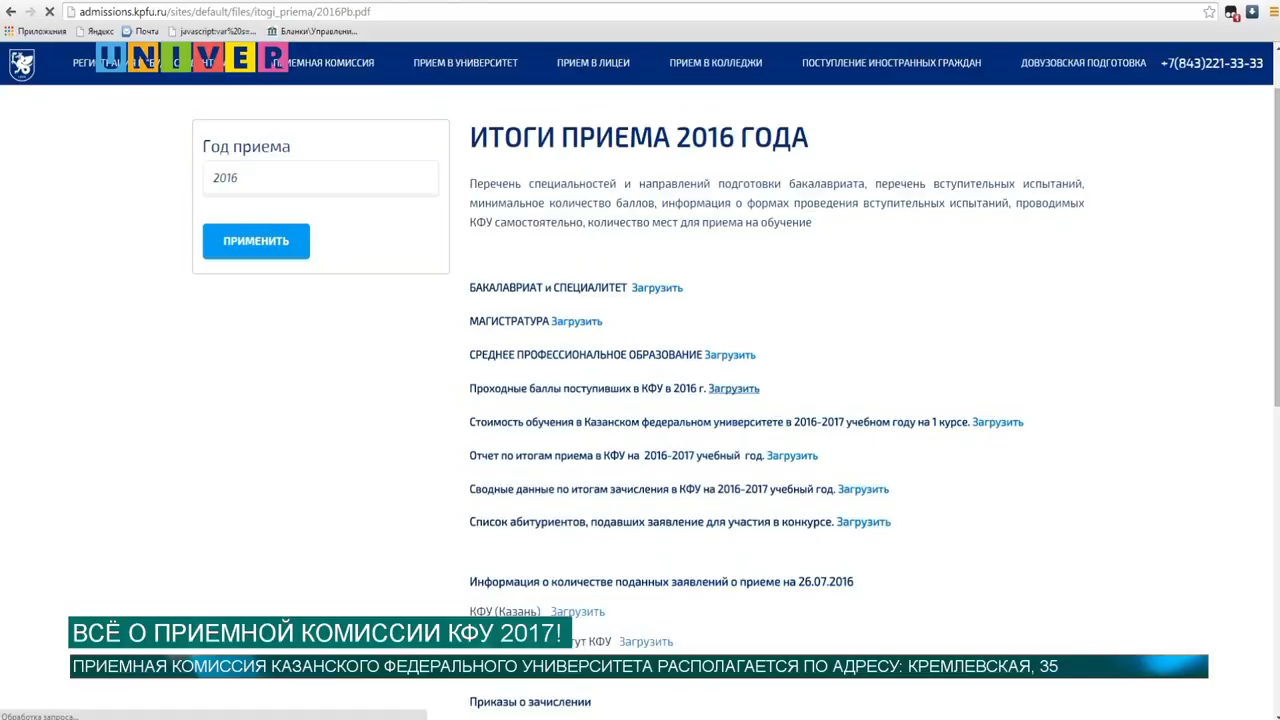 admissions.kpfu.ru/sites/default/files/itogi_priema/2016Pb.pdf
Приложения Яндекс Почта javascript:var%20s=... Бланки\Управлени...
UNIVER
ПРИЕМНАЯ КОМИССИЯ ПРИЕМ В УНИВЕРСИТЕТ ПРИЕМ В ЛИЦЕИ ПРИЕМ В КОЛЛЕДЖИ ПОСТУПЛЕНИЕ ИНОСТРАННЫХ ГРАЖДАН ДОВУЗОВСКАЯ ПОДГОТОВКА +7(843)221-33-33
Год приема
2016
ПРИМЕНИТЬ
ИТОГИ ПРИЕМА 2016 ГОДА
Перечень специальностей и направлений подготовки бакалавриата, перечень вступительных испытаний,
минимальное количество баллов, информация о формах проведения вступительных испытаний, проводимых
КФУ самостоятельно, количество мест для приема на обучение
БАКАЛАВРИАТ и СПЕЦИАЛИТЕТ Загрузить
МАГИСТРАТУРА Загрузить
СРЕДНЕЕ ПРОФЕССИОНАЛЬНОЕ ОБРАЗОВАНИЕ Загрузить
Проходные баллы поступивших в КФУ в 2016 г. Загрузить
Стоимость обучения в Казанском федеральном университете в 2016-2017 учебном году на 1 курсе. Загрузить
Отчет по итогам приема в КФУ на 2016-2017 учебный год. Загрузить
Сводные данные по итогам зачисления в КФУ на 2016-2017 учебный год. Загрузить
Список абитуриентов, подавших заявление для участия в конкурсе. Загрузить
Информация о количестве поданных заявлений о приеме на 26.07.2016
КФУ (Казань) Загрузить
ВСЁ О ПРИЕМНОЙ КОМИССИИ КФУ 2017!
тут КФУ Загрузить
ПРИЕМНАЯ КОМИССИЯ КАЗАНСКОГО ФЕДЕРАЛЬНОГО УНИВЕРСИТЕТА РАСПОЛАГАЕТСЯ ПО АДРЕСУ: КРЕМЛЕВСКАЯ, 35
Приказы о зачислении
Обработка запроса...